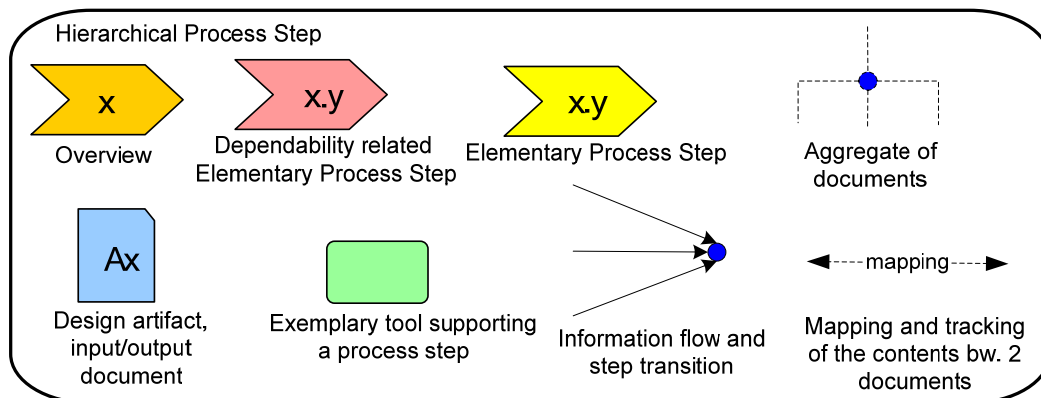 Hierarchical Process Step
x
Overview
x.y
Dependability related
Elementary Process Step
x.y
Elementary Process Step
Aggregate of
documents
Ax
Design artifact,
input/output
document
Exemplary tool supporting
a process step
Information flow and
step transition
mapping
Mapping and tracking
of the contents bw. 2
documents